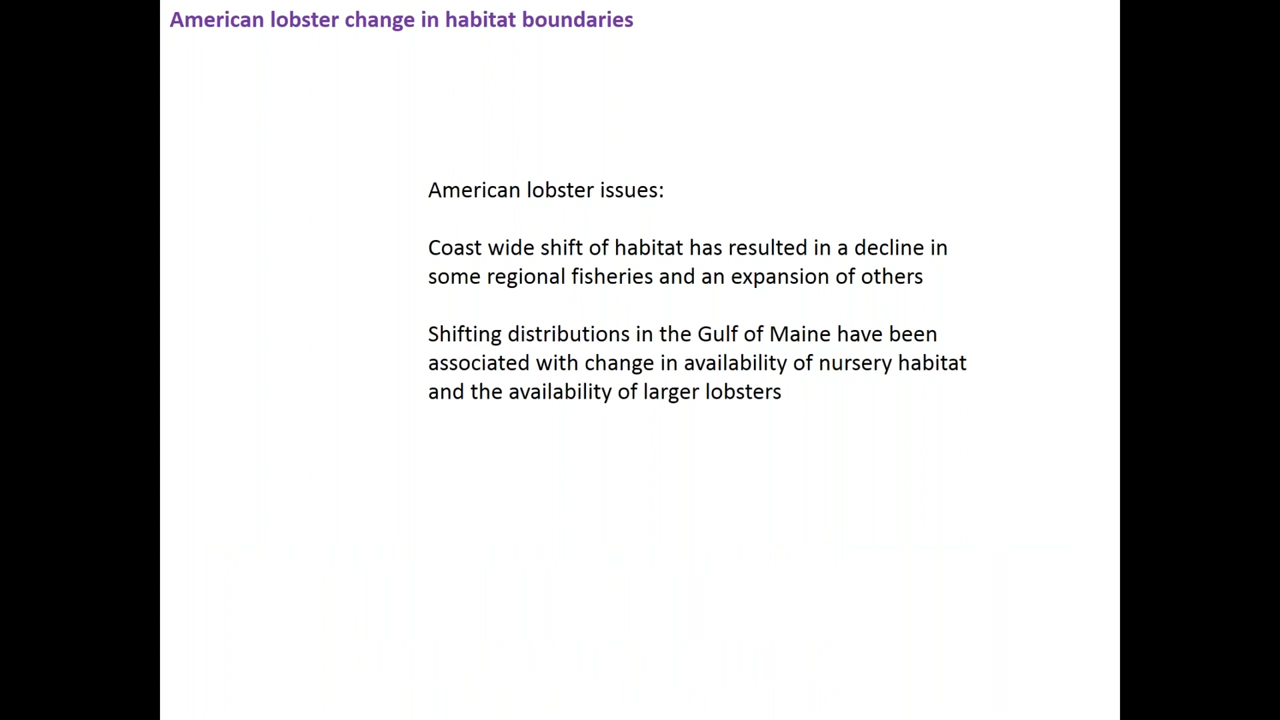 American lobster change in habitat boundaries
American lobster issues:
Coast wide shift of habitat has resulted in a decline in
some regional fisheries and an expansion of others
Shifting distributions in the Gulf of Maine have been
associated with change in availability of nursery habitat
and the availability of larger lobsters